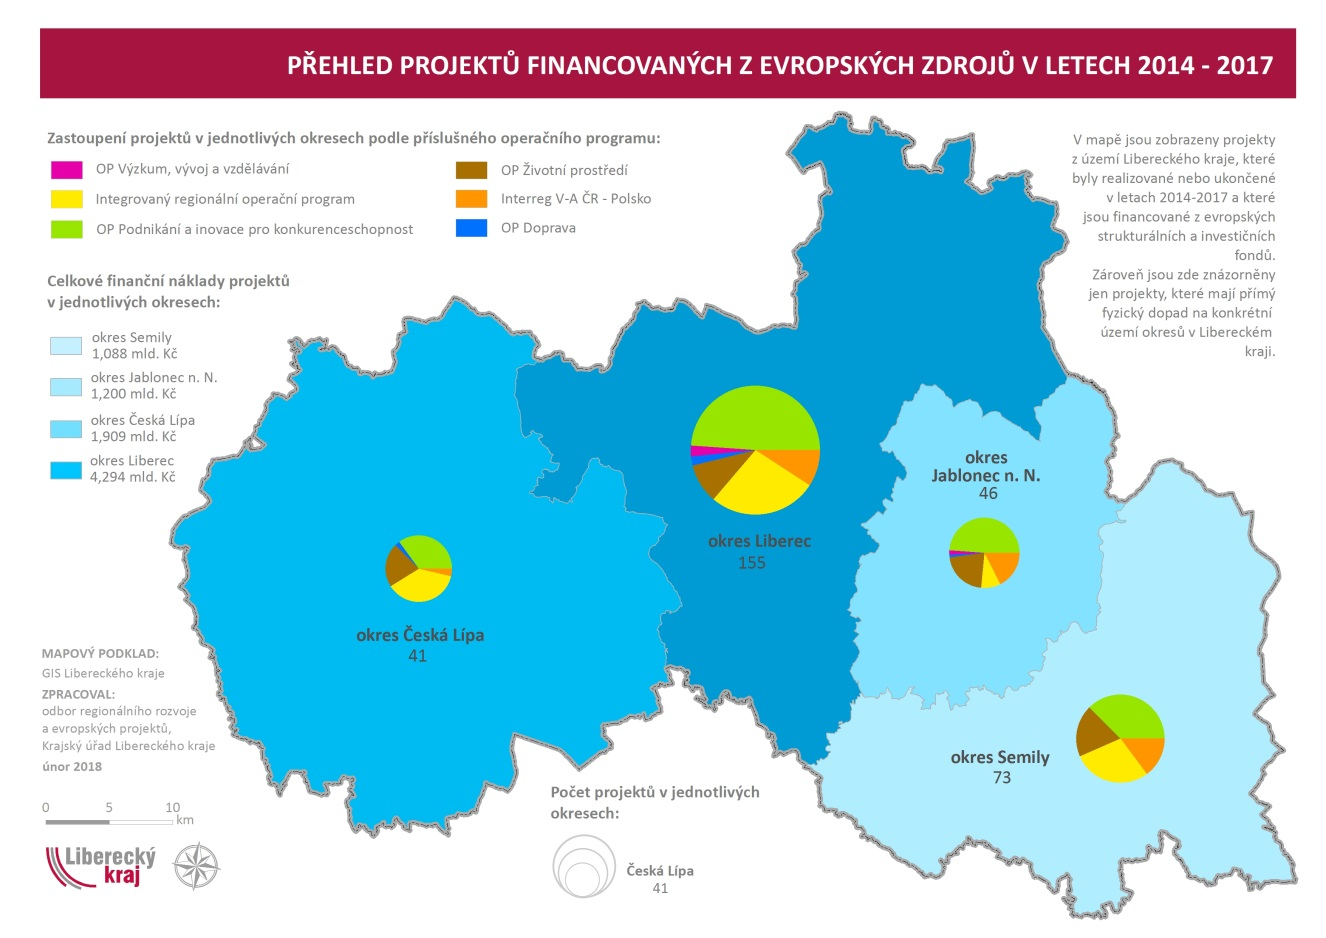 PŘEHLED PROJEKTŮ FINANCOVANÝCH Z EVROPSKÝCH ZDROJŮ V LETECH 2014 - 2017
Zastoupení projektů v jednotlivých okresech podle příslušného operačního programu:
OP Výzkum, vývoj a vzdělávání
Integrovaný regionální operační program
OP Podnikání a inovace pro konkurenceschopnost
OP Životní prostředí
Interreg V-A ČR - Polsko
OP Doprava
V mapě jsou zobrazeny projekty
z území Libereckého kraje, které
byly realizované nebo ukončené
v letech 2014-2017 a které
jsou financované z evropských
strukturálních a investičních
fondů.
Zároveň jsou zde znázorněny
jen projekty, které mají přímý
fyzický dopad na konkrétní
území okresů v Libereckém
kraji.
Celkové finanční náklady projektů
v jednotlivých okresech:
okres Semily
1,088 mld. Kč
okres Jablonec n. N.
1,200 mld. Kč
okres Česká Lípa
1,909 mld. Kč
okres Liberec
4,294 mld. Kč
okres
Jablonec n. N.
46
okres Liberec
155
okres Česká Lípa
41
okres Semily
73
MAPOVÝ PODKLAD:
GIS Libereckého kraje
ZPRACOVAL:
odbor regionálního rozvoje
a evropských projektů,
Krajský úřad Libereckého kraje
únor 2018
0 5 10
km
Liberecký
kraj
Počet projektů v jednotlivých
okresech:
Česká Lípa
41